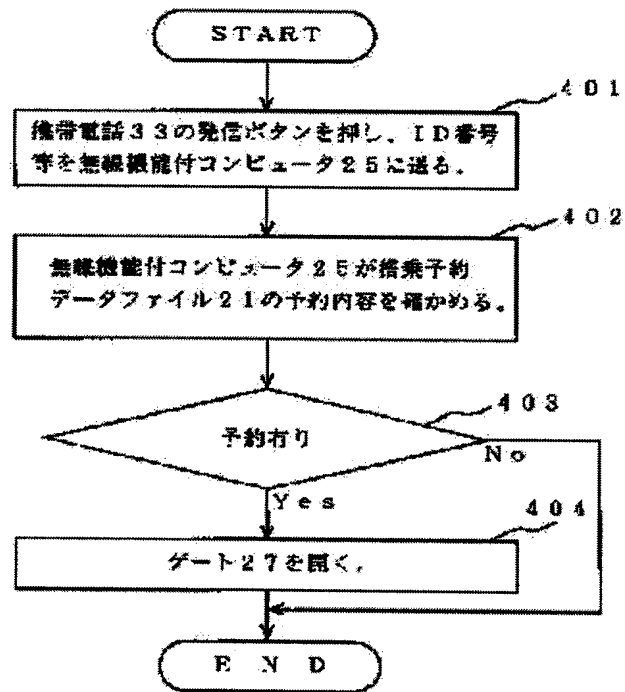 START
401
携帯電話33の発信ボタンを押し、ID番号
等を無線機能付コンピュータ25に送る。
402
無線機能付コンピュータ25が搭乗予約
データファイル21の予約内容を確かめる。
403
予約有り
No
Yes
404
ゲート27を開く。
END